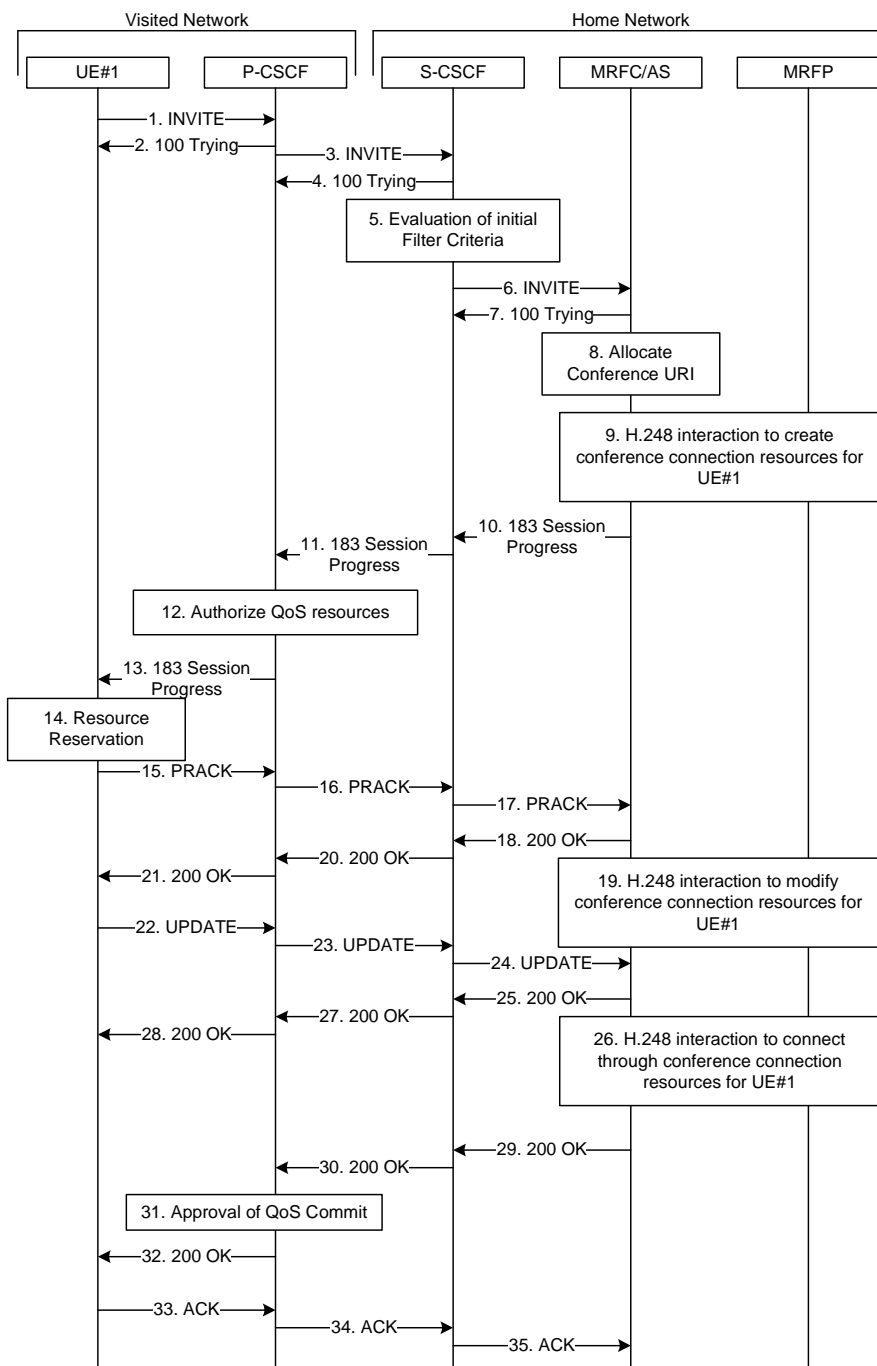 Visited Network
Home Network
UE#1
P-CSCF
S-CSCF
MRFC/AS
MRFP
1. INVITE
2. 100 Trying
3. INVITE
4. 100 Trying
5. Evaluation of initial
Filter Criteria
6. INVITE
7. 100 Trying
8. Allocate
Conference URI
9. H.248 interaction to create
conference connection resources for
UE#1
10. 183 Session
Progress
11. 183 Session
Progress
12. Authorize QoS resources
13. 183 Session
Progress
14. Resource
Reservation
15. PRACK
16. PRACK
17. PRACK
18. 200 OK
19. H.248 interaction to modify
conference connection resources for
UE#1
20. 200 OK
21. 200 OK
22. UPDATE
23. UPDATE
24. UPDATE
25. 200 OK
26. H.248 interaction to connect
through conference connection
resources for UE#1
27. 200 OK
28. 200 OK
29. 200 OK
30. 200 OK
31. Approval of QoS Commit
32. 200 OK
33. ACK
34. ACK
35. ACK